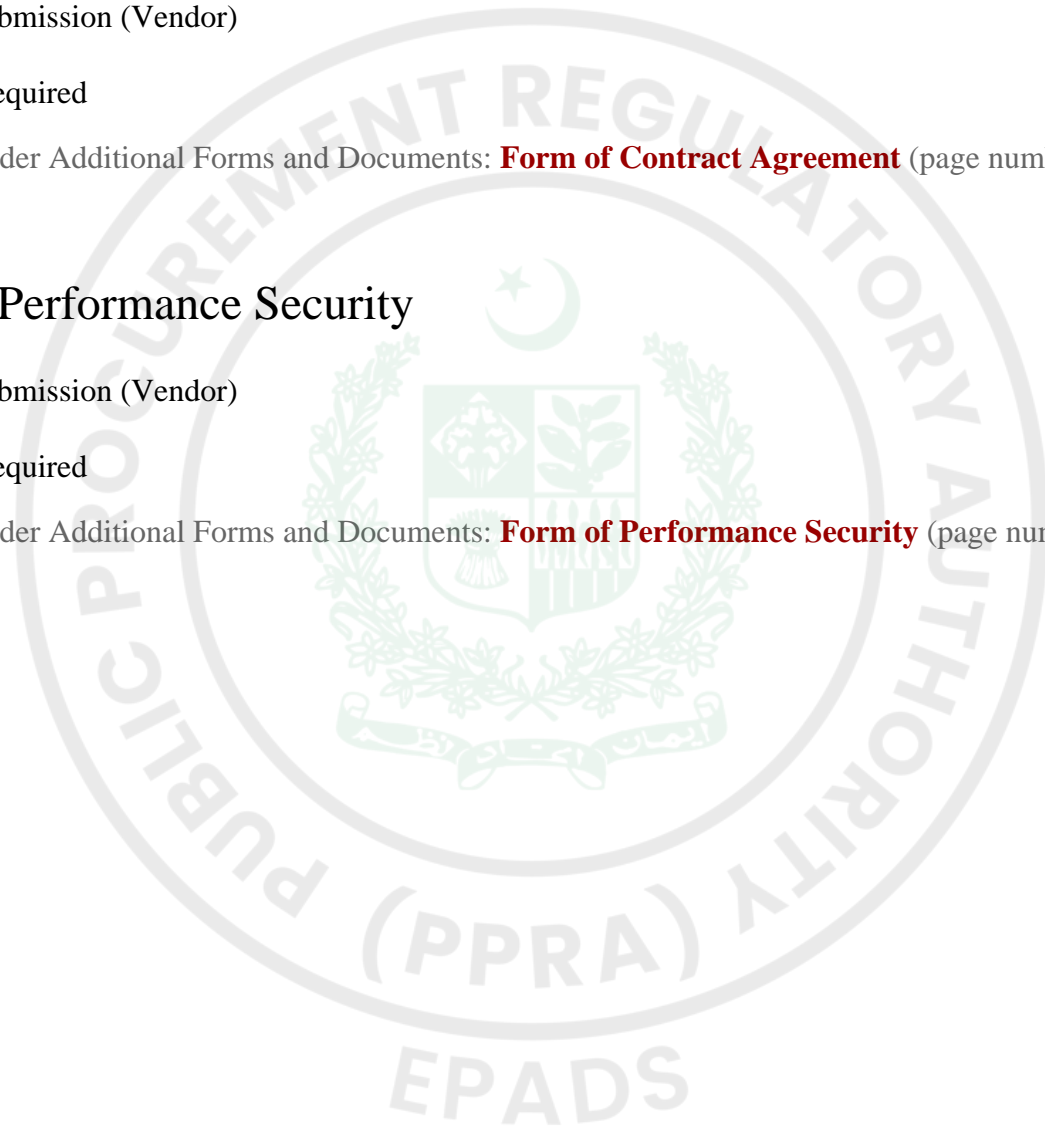 bmission (Vendor)
equired
der Additional Forms and Documents: Form of Contract Agreement (page num
Performance Security
bmission (Vendor)
equired
der Additional Forms and Documents: Form of Performance Security (page nu
PUBLIC PROCUREMENT REGULATORY AUTHORITY
(PPRA)
EPADS